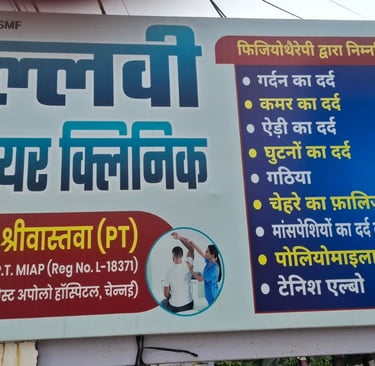 SMF
ल्लवी
यर क्लिनिक
श्रीवास्तवा (PT)
P.T. MIAP (Reg No. L-18371)
अपोलो हॉस्पिटल, चेन्नई)
फिजियोथैरेपी द्वारा
• गर्दन का दर्द
• कमर का दर्द
• ऐड़ी का दर्द
• घुटनों का दर्द
• गठिया
• चेहरे का
• मांसपेशियों का दर्द
•
• टेनिश एल्बो